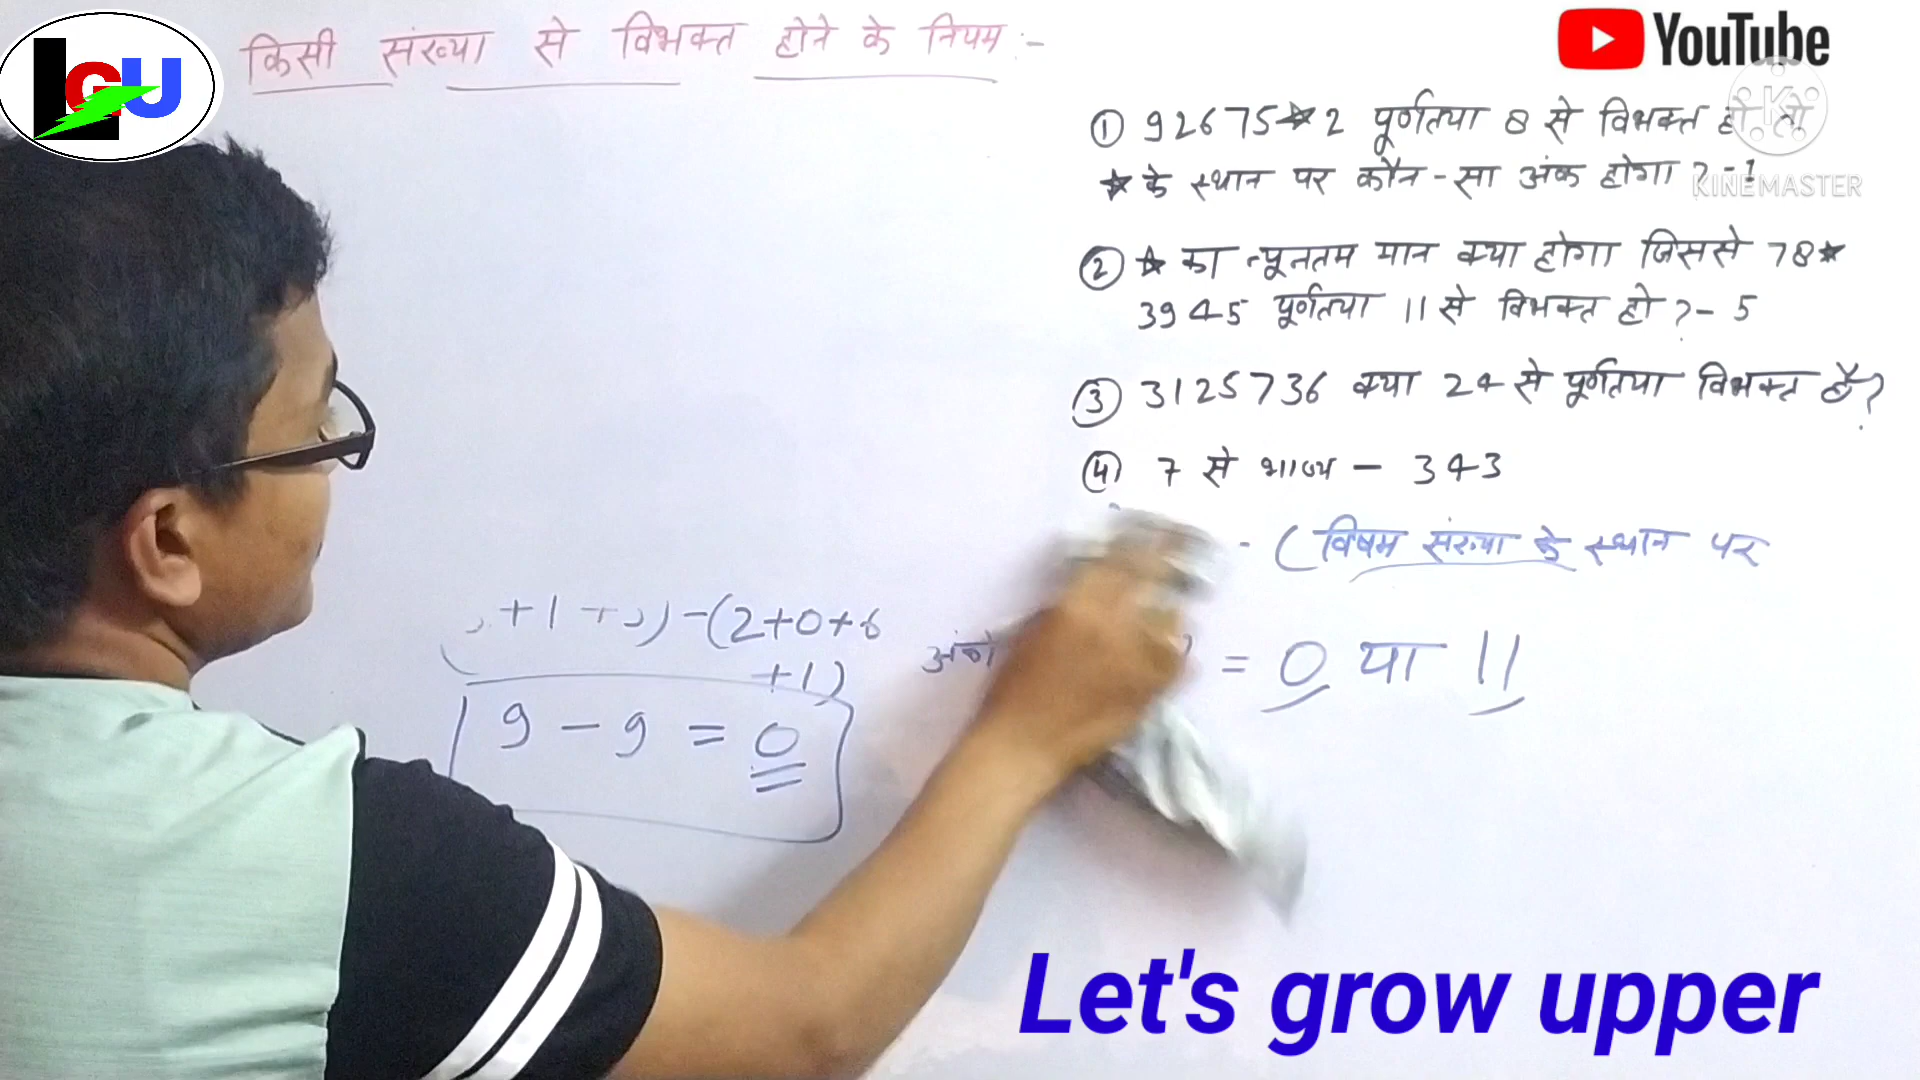 LGU
किसी संख्या से विभक्त होने के नियम :-
YouTube
KINEMASTER
① 92675★2 पूर्णतया 8 से विभक्त हो तो
★ के स्थान पर कौन-सा अंक होगा ? - 1
② ★ का न्यूनतम मान क्या होगा जिससे 78★
3945 पूर्णतया 11 से विभक्त हो ? - 5
③ 3125736 क्या 24 से पूर्णतया विभक्त है?
④ 7 से भाज्य - 343
- (विषम संख्या के स्थान पर
+1 + ) - (2+0+6
+1)
= 0 या 11
9 - 9 = 0
Let's grow upper